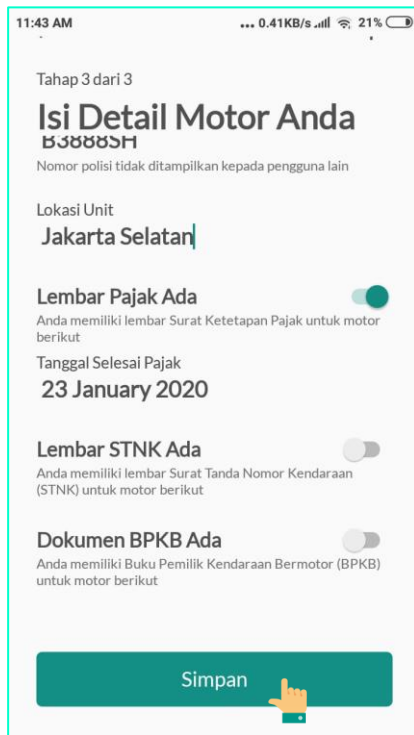 11:43 AM ... 0.41KB/s 21%
Tahap 3 dari 3
Isi Detail Motor Anda
B3888SH
Nomor polisi tidak ditampilkan kepada pengguna lain
Lokasi Unit
Jakarta Selatan
Lembar Pajak Ada
Anda memiliki lembar Surat Ketetapan Pajak untuk motor
berikut
Tanggal Selesai Pajak
23 January 2020
Lembar STNK Ada
Anda memiliki lembar Surat Tanda Nomor Kendaraan
(STNK) untuk motor berikut
Dokumen BPKB Ada
Anda memiliki Buku Pemilik Kendaraan Bermotor (BPKB)
untuk motor berikut
Simpan